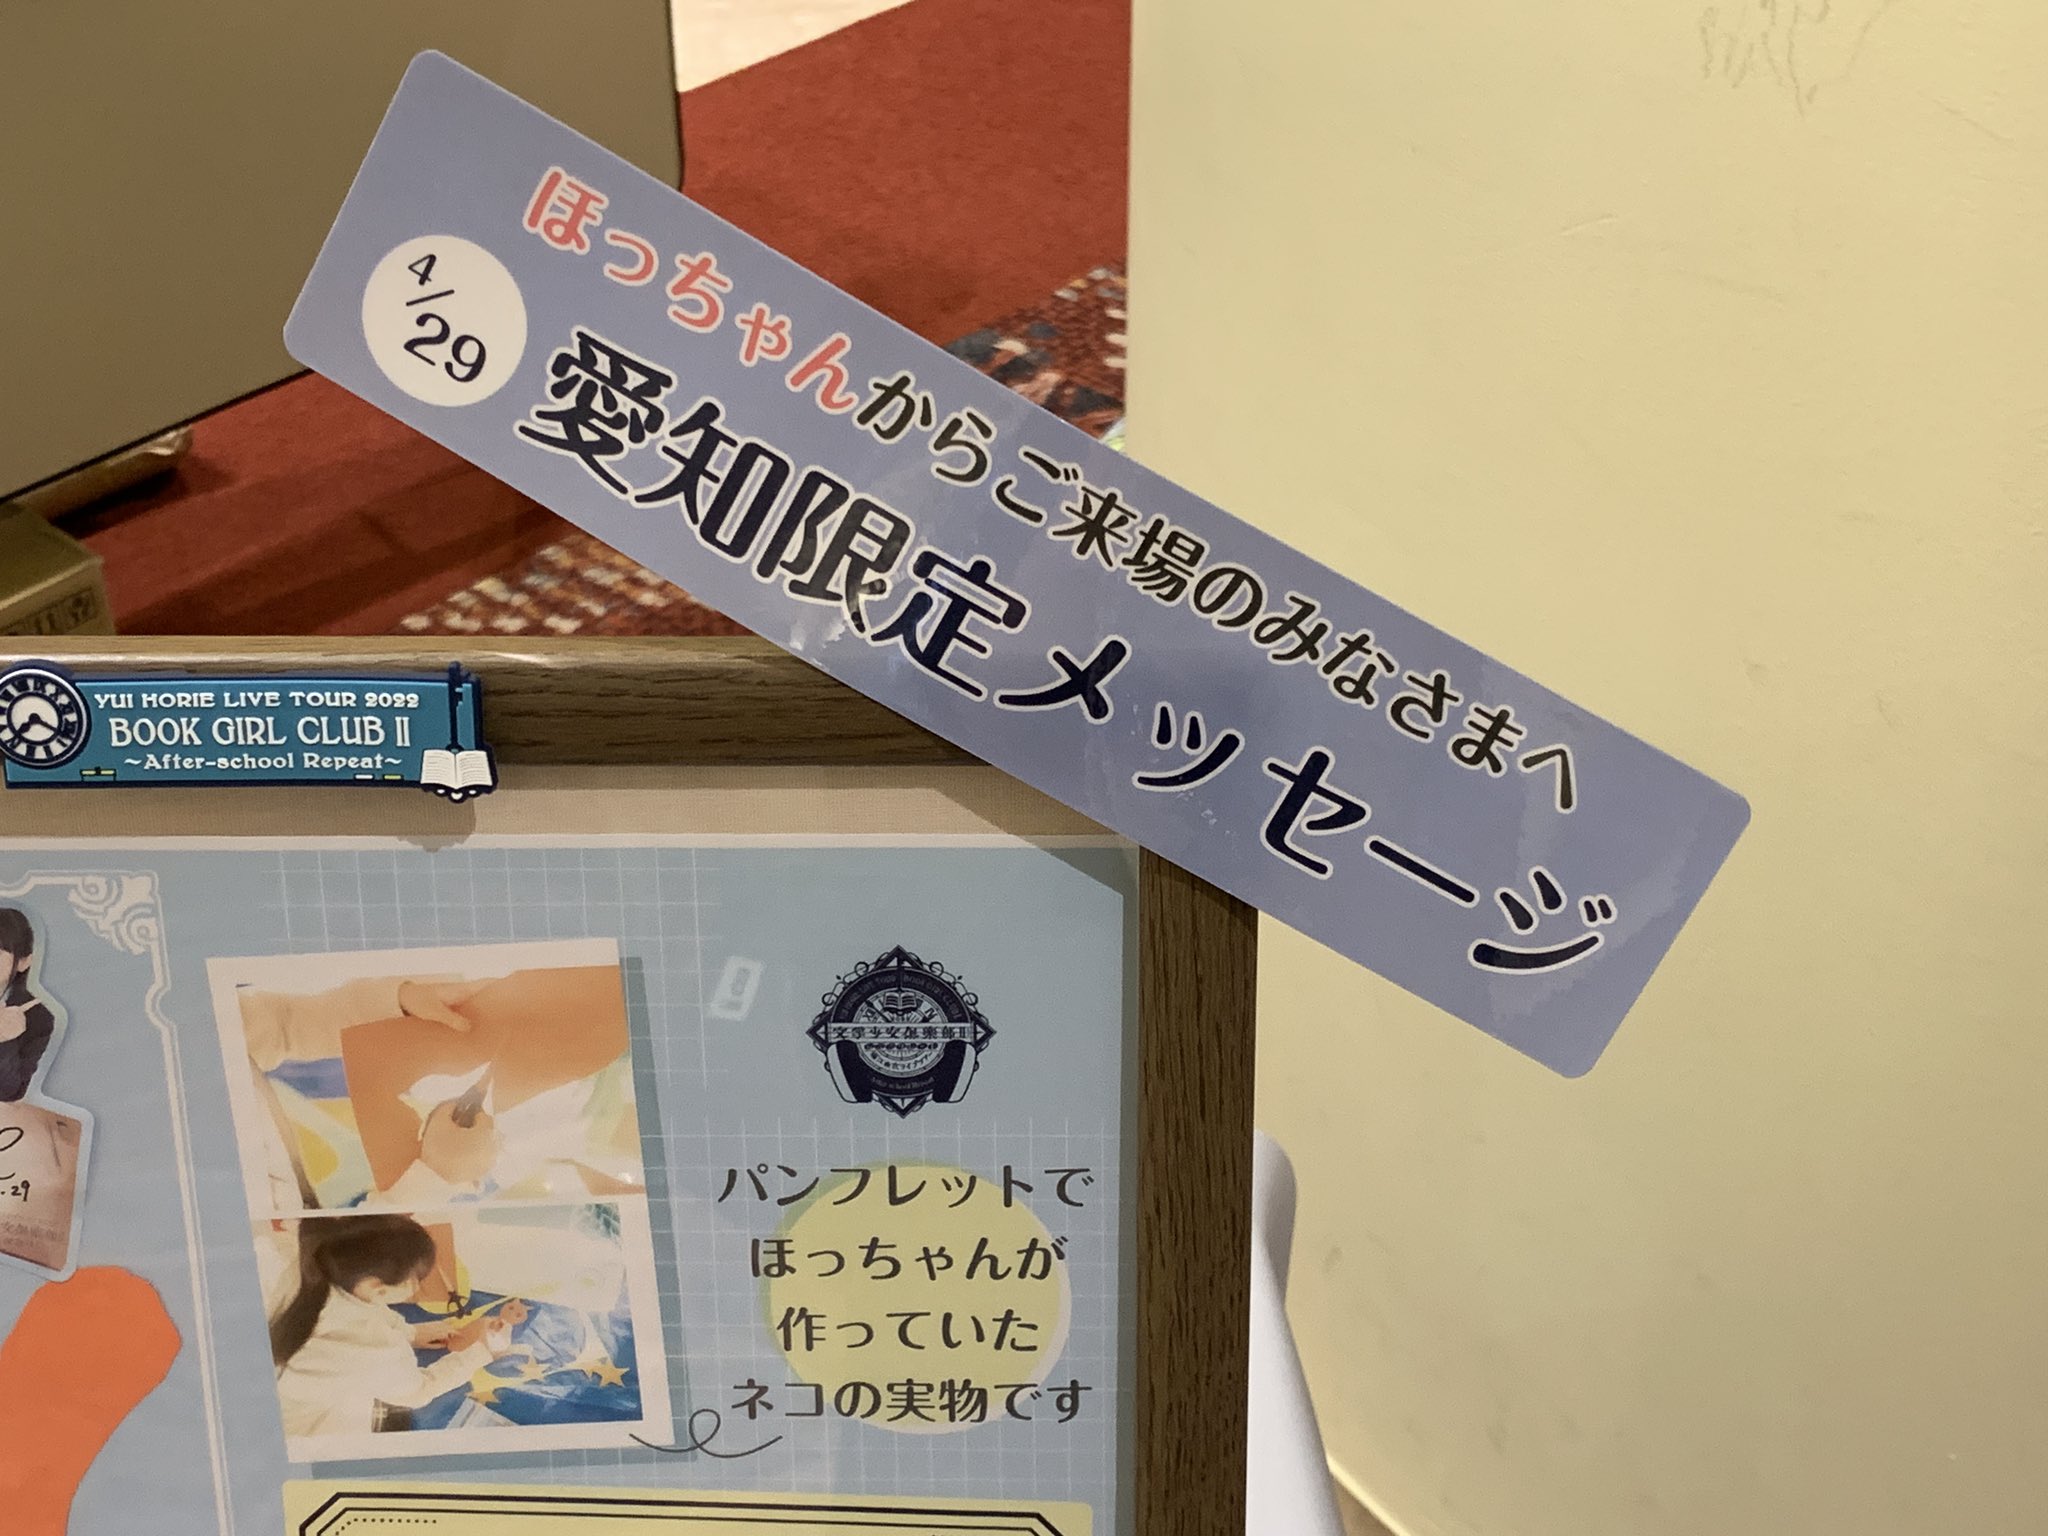 ほっちゃんからご来場のみなさまへ
4/29
愛知限定メッセージ
YUI HORIE LIVE TOUR 2022
BOOK GIRL CLUB Ⅱ
~After-school Repeat~
パンフレットで
ほっちゃんが
作っていた
ネコの実物です
.29